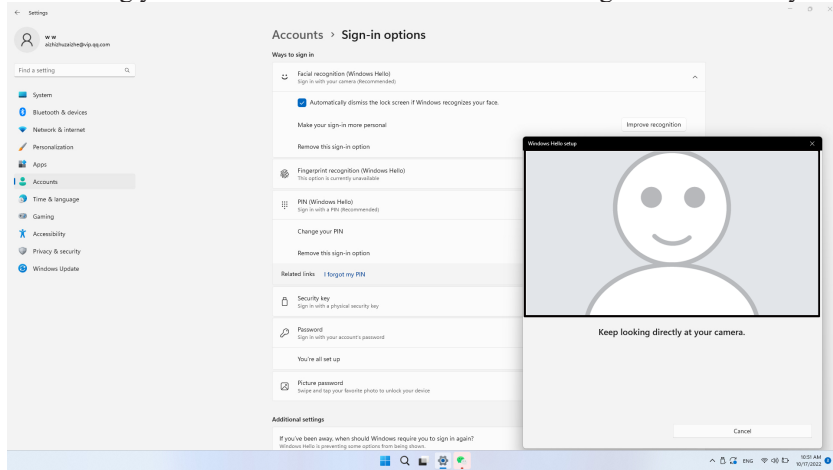 Settings
w w
aizhizhuzaizhe@vip.qq.com
Find a setting
System
Bluetooth & devices
Network & internet
Personalization
Apps
Accounts
Time & language
Gaming
Accessibility
Privacy & security
Windows Update
Accounts > Sign-in options
Ways to sign in
Facial recognition (Windows Hello)
Sign in with your camera (Recommended)
Automatically dismiss the lock screen if Windows recognizes your face.
Make your sign-in more personal
Improve recognition
Remove this sign-in option
Fingerprint recognition (Windows Hello)
This option is currently unavailable
PIN (Windows Hello)
Sign in with a PIN (Recommended)
Change your PIN
Remove this sign-in option
Related links I forgot my PIN
Security key
Sign in with a physical security key
Password
Sign in with your account's password
You're all set up
Picture password
Swipe and tap your favorite photo to unlock your device
Additional settings
If you've been away, when should Windows require you to sign in again?
Windows Hello is preventing some options from being shown.
Windows Hello setup
Keep looking directly at your camera.
Cancel
ENG
10:51 AM
10/17/2022